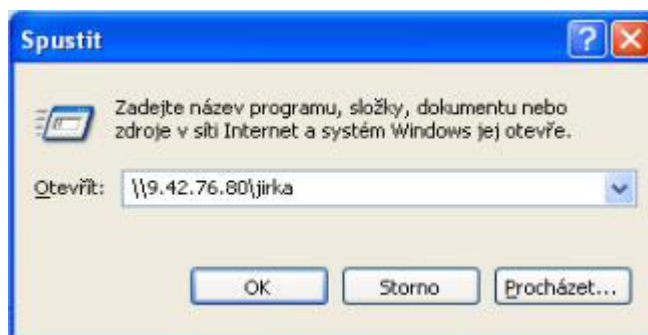 Spustit
Zadejte název programu, složky, dokumentu nebo
zdroje v síti Internet a systém Windows jej otevře.
Otevřít: \\9.42.76.80\jirka
OK Storno Procházet...